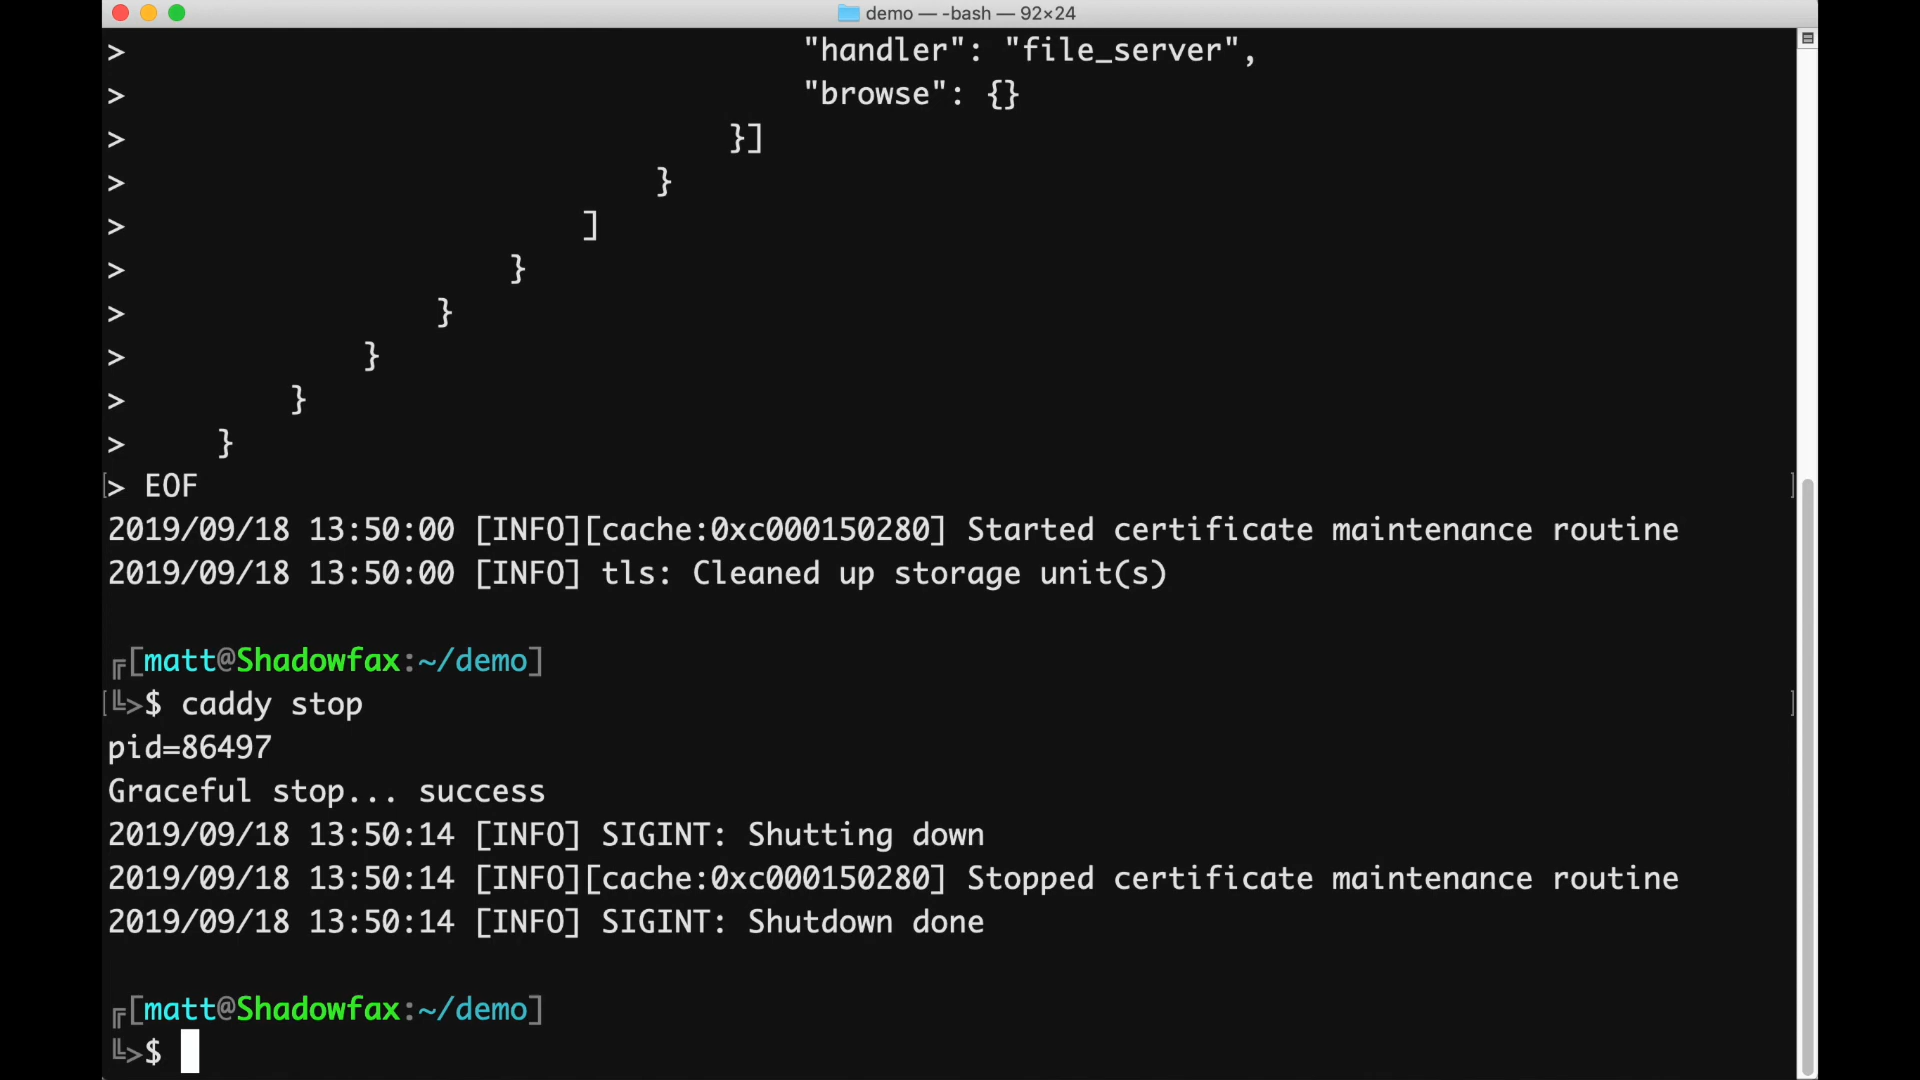 demo — -bash — 92×24
> "handler": "file_server",
> "browse": {}
> }]
> }
> ]
> }
> }
> }
> }
> }
> EOF
2019/09/18 13:50:00 [INFO][cache:0xc000150280] Started certificate maintenance routine
2019/09/18 13:50:00 [INFO] tls: Cleaned up storage unit(s)
╔[matt@Shadowfax:~/demo]
╚>$ caddy stop
pid=86497
Graceful stop... success
2019/09/18 13:50:14 [INFO] SIGINT: Shutting down
2019/09/18 13:50:14 [INFO][cache:0xc000150280] Stopped certificate maintenance routine
2019/09/18 13:50:14 [INFO] SIGINT: Shutdown done
╔[matt@Shadowfax:~/demo]
╚>$